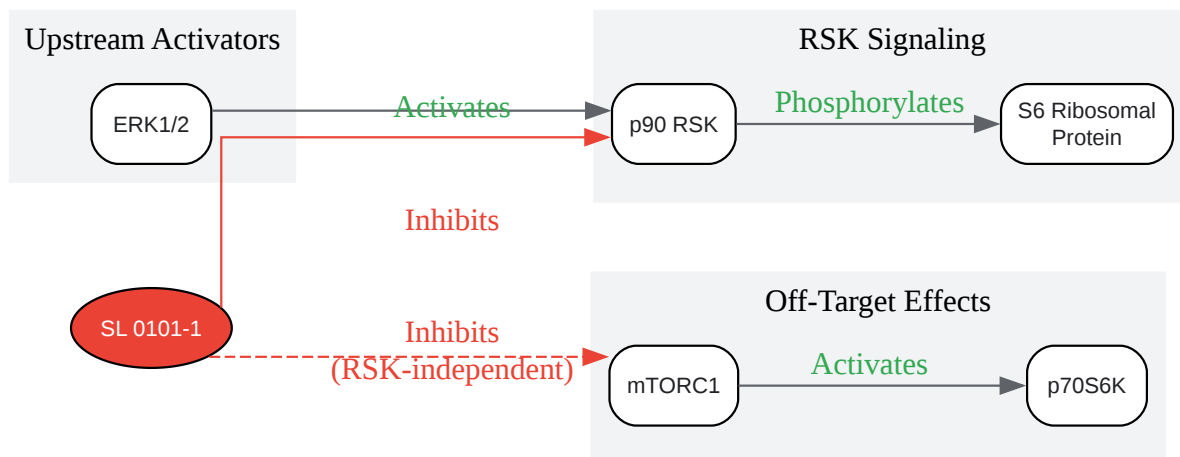 Upstream Activators
RSK Signaling
ERK1/2
Activates
p90 RSK
Phosphorylates
S6 Ribosomal
Protein
Inhibits
SL 0101-1
Inhibits
(RSK-independent)
Off-Target Effects
mTORC1
Activates
p70S6K